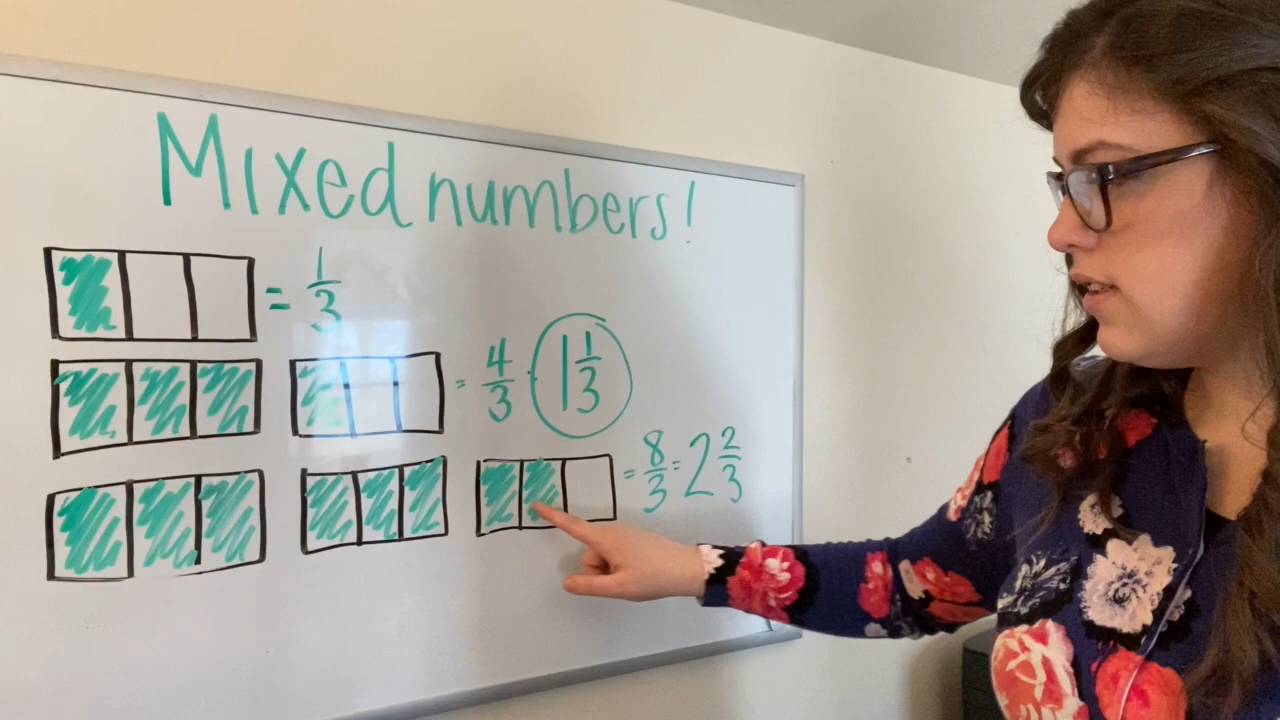 Mixed numbers!
= 1/3
= 4/3 · 1 1/3
= 8/3 = 2 2/3